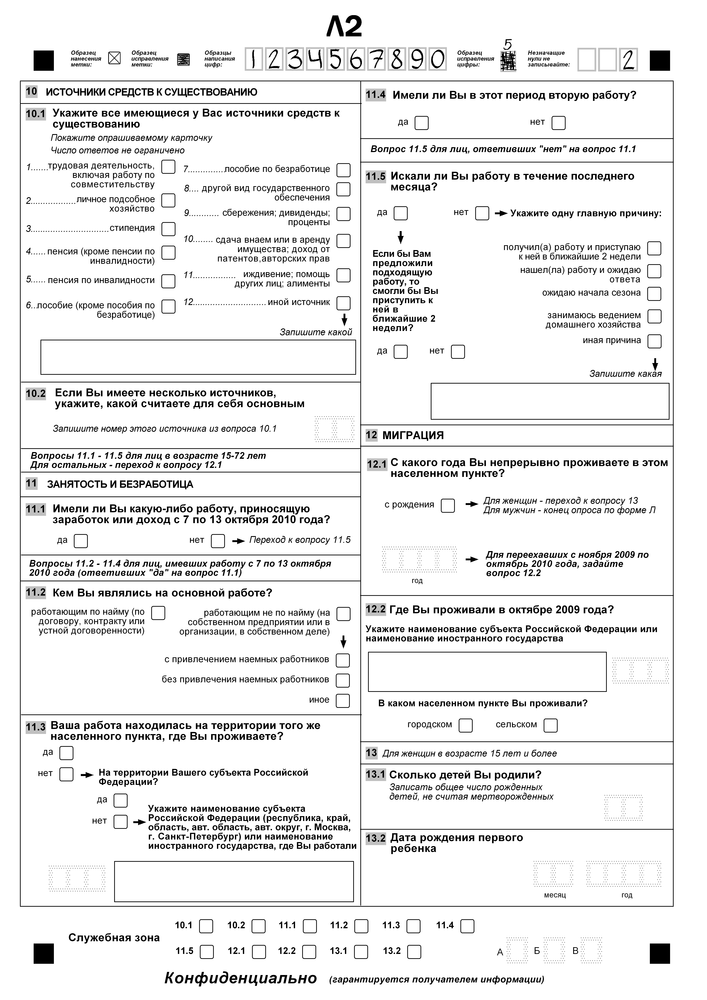 Л2
Образец нанесения метки:
Образец исправления метки:
Образцы написания цифр:
1 2 3 4 5 6 7 8 9 0
Образец исправления цифры:
5
Незначащие нули не записывайте:
2
10 ИСТОЧНИКИ СРЕДСТВ К СУЩЕСТВОВАНИЮ
10.1 Укажите все имеющиеся у Вас источники средств к
существованию
Покажите опрашиваемому карточку
Число ответов не ограничено
1.......трудовая деятельность,
включая работу по
совместительству
2..................личное подсобное
хозяйство
3..............................стипендия
4...... пенсия (кроме пенсии по
инвалидности)
5...... пенсия по инвалидности
6...пособие (кроме пособия по
безработице)
7...............пособие по безработице
8.... другой вид государственного
обеспечения
9............ сбережения; дивиденды;
проценты
10........ сдача внаем или в аренду
имущества; доход от
патентов,авторских прав
11................. иждивение; помощь
других лиц; алименты
12............................. иной источник
Запишите какой
10.2 Если Вы имеете несколько источников,
укажите, какой считаете для себя основным
Запишите номер этого источника из вопроса 10.1
Вопросы 11.1 - 11.5 для лиц в возрасте 15-72 лет
Для остальных - переход к вопросу 12.1
11 ЗАНЯТОСТЬ И БЕЗРАБОТИЦА
11.1 Имели ли Вы какую-либо работу, приносящую
заработок или доход с 7 по 13 октября 2010 года?
да нет Переход к вопросу 11.5
Вопросы 11.2 - 11.4 для лиц, имевших работу с 7 по 13 октября
2010 года (ответивших "да" на вопрос 11.1)
11.2 Кем Вы являлись на основной работе?
работающим по найму (по
договору, контракту или
устной договоренности)
работающим не по найму (на
собственном предприятии или в
организации, в собственном деле)
с привлечением наемных работников
без привлечения наемных работников
иное
11.3 Ваша работа находилась на территории того же
населенного пункта, где Вы проживаете?
да
нет На территории Вашего субъекта Российской
Федерации?
да
нет Укажите наименование субъекта
Российской Федерации (республика, край,
область, авт. область, авт. округ, г. Москва,
г. Санкт-Петербург) или наименование
иностранного государства, где Вы работали
11.4 Имели ли Вы в этот период вторую работу?
да нет
Вопрос 11.5 для лиц, ответивших "нет" на вопрос 11.1
11.5 Искали ли Вы работу в течение последнего
месяца?
да нет Укажите одну главную причину:
Если бы Вам
предложили
подходящую
работу, то
смогли бы Вы
приступить к
ней в
ближайшие 2
недели?
да нет
получил(а) работу и приступаю
к ней в ближайшие 2 недели
нашел(ла) работу и ожидаю
ответа
ожидаю начала сезона
занимаюсь ведением
домашнего хозяйства
иная причина
Запишите какая
12 МИГРАЦИЯ
12.1 С какого года Вы непрерывно проживаете в этом
населенном пункте?
с рождения Для женщин - переход к вопросу 13
Для мужчин - конец опроса по форме Л
Для переехавших с ноября 2009 по
октябрь 2010 года, задайте
вопрос 12.2
год
12.2 Где Вы проживали в октябре 2009 года?
Укажите наименование субъекта Российской Федерации или
наименование иностранного государства
В каком населенном пункте Вы проживали?
городском сельском
13 Для женщин в возрасте 15 лет и более
13.1 Сколько детей Вы родили?
Записать общее число рожденных
детей, не считая мертворожденных
13.2 Дата рождения первого
ребенка
месяц год
Служебная зона
10.1 10.2 11.1 11.2 11.3 11.4
11.5 12.1 12.2 13.1 13.2
А Б В
Конфиденциально (гарантируется получателем информации)